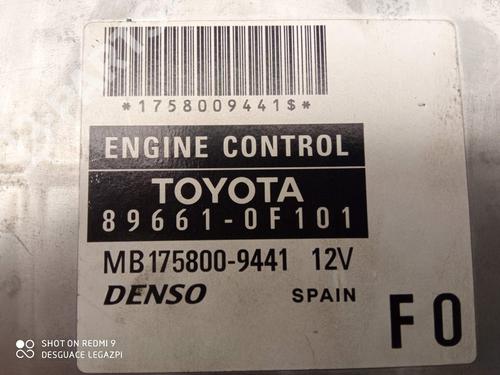 *1758009441$*
ENGINE CONTROL
TOYOTA
89661-0F101
MB175800-9441 12V
DENSO SPAIN
F0
SHOT ON REDMI 9
DESGUACE LEGAZPI